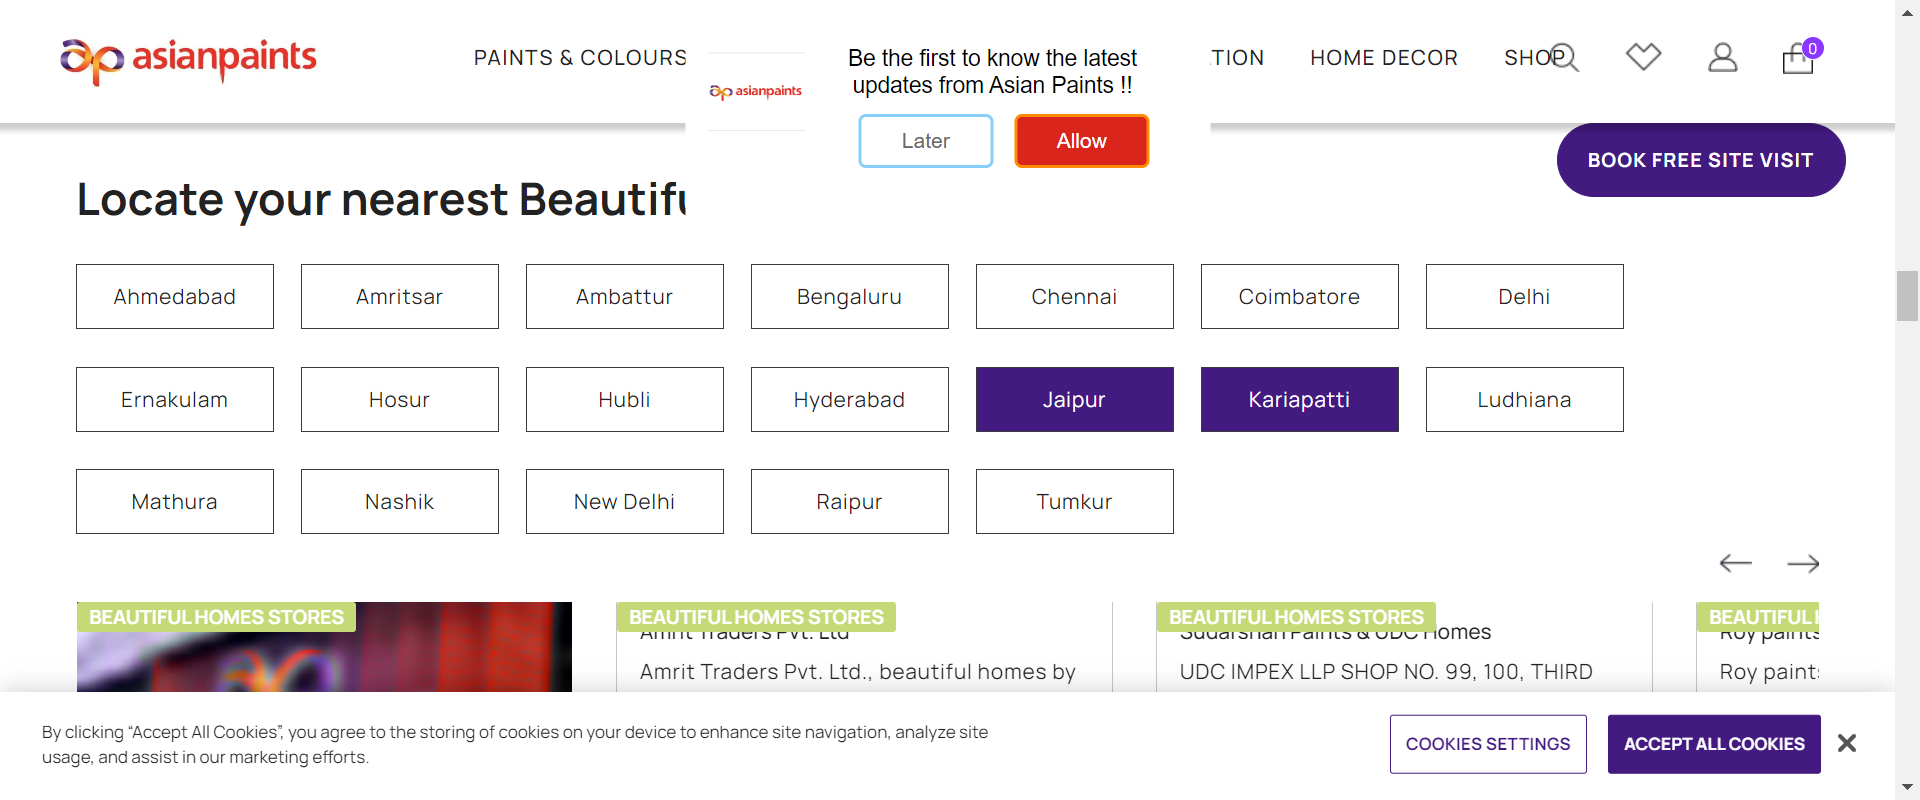 asianpaints
PAINTS & COLOURS
TION
HOME DECOR
SHOP
0
asianpaints
Be the first to know the latest
updates from Asian Paints !!
Later
Allow
BOOK FREE SITE VISIT
Locate your nearest Beautifu
Ahmedabad
Amritsar
Ambattur
Bengaluru
Chennai
Coimbatore
Delhi
Ernakulam
Hosur
Hubli
Hyderabad
Jaipur
Kariapatti
Ludhiana
Mathura
Nashik
New Delhi
Raipur
Tumkur
BEAUTIFUL HOMES STORES
BEAUTIFUL HOMES STORES
Amrit Traders Pvt. Ltd
Amrit Traders Pvt. Ltd., beautiful homes by
BEAUTIFUL HOMES STORES
Sudarshan Paints & UDC Homes
UDC IMPEX LLP SHOP NO. 99, 100, THIRD
BEAUTIFUL H
Roy paints
Roy paint
By clicking “Accept All Cookies”, you agree to the storing of cookies on your device to enhance site navigation, analyze site
usage, and assist in our marketing efforts.
COOKIES SETTINGS
ACCEPT ALL COOKIES